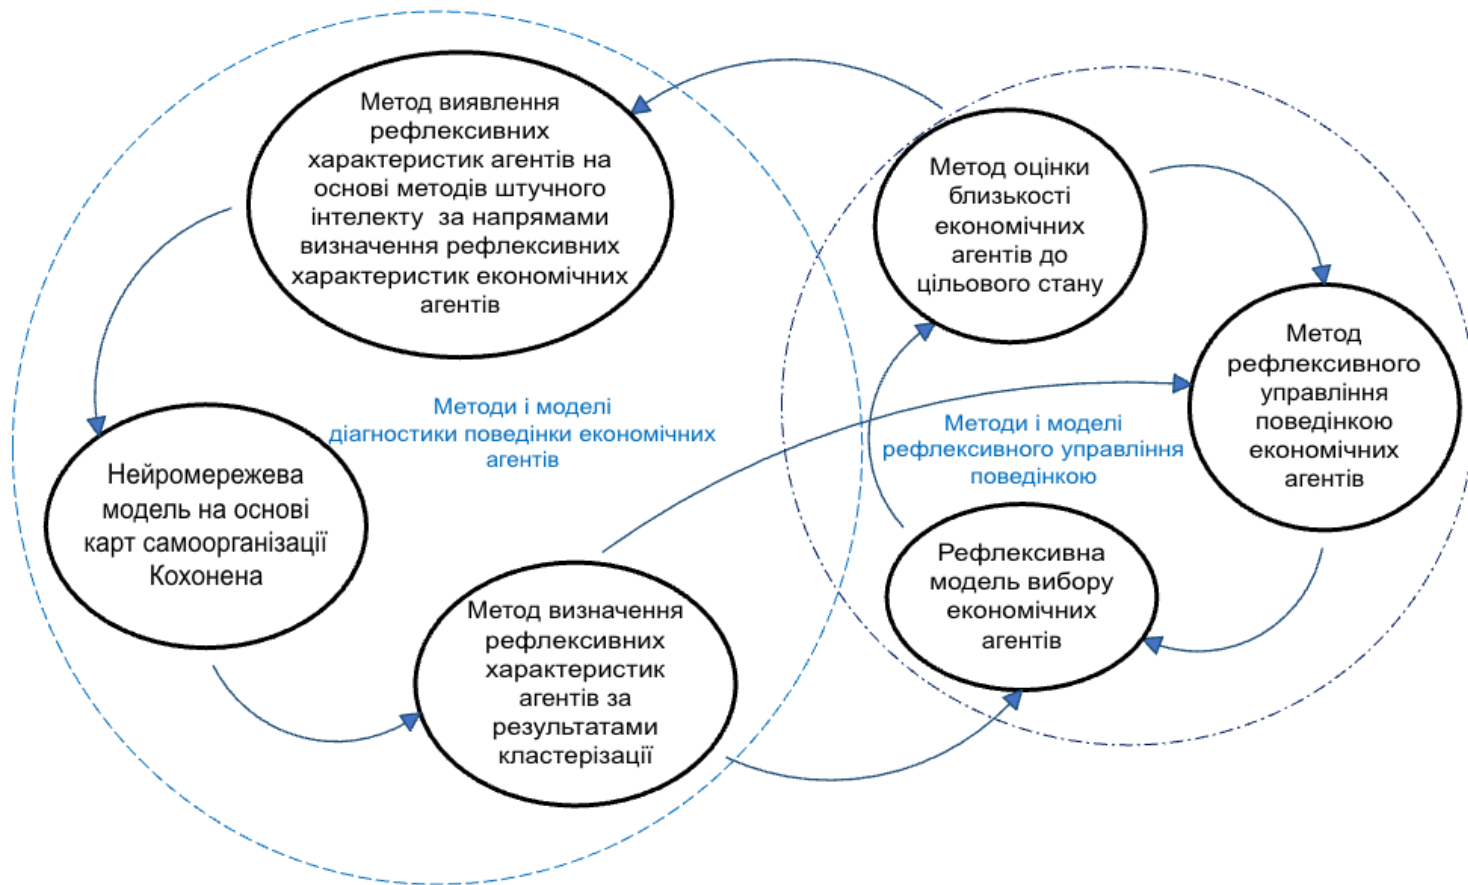 Метод виявлення
рефлексивних
характеристик агентів на
основі методів штучного
інтелекту за напрямами
визначення рефлексивних
характеристик економічних
агентів
Метод оцінки
близькості
економічних
агентів до
цільового стану
Метод
рефлексивного
управління
поведінкою
економічних
агентів
Методи і моделі
діагностики поведінки економічних
агентів
Методи і моделі
рефлексивного управління
поведінкою
Нейромережева
модель на основі
карт самоорганізації
Кохонена
Рефлексивна
модель вибору
економічних
агентів
Метод визначення
рефлексивних
характеристик
агентів за
результатами
кластерізації